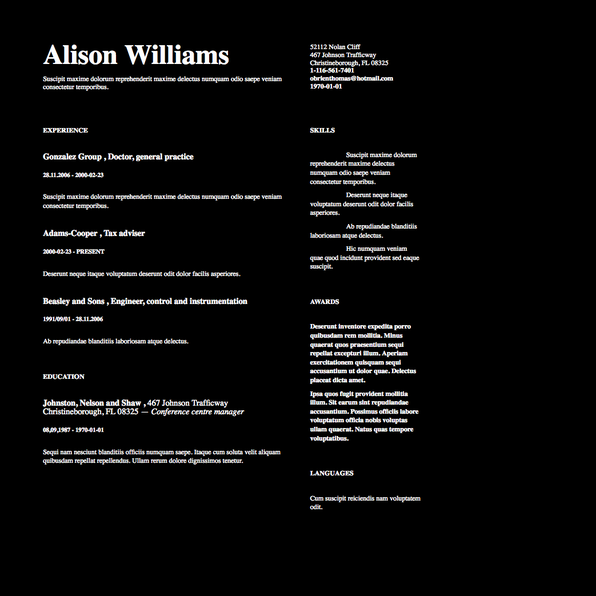 Alison Williams
Suscipit maxime dolorum reprehenderit maxime delectus numquam odio saepe veniam
consectetur temporibus.
52112 Nolan Cliff
467 Johnson Trafficway
Christineborough, FL 08325
1-116-561-7401
obrienthomas@hotmail.com
1970-01-01
EXPERIENCE
Gonzalez Group , Doctor, general practice
28.11.2006 - 2000-02-23
Suscipit maxime dolorum reprehenderit maxime delectus numquam odio saepe veniam
consectetur temporibus.
Adams-Cooper , Tax adviser
2000-02-23 - PRESENT
Deserunt neque itaque voluptatum deserunt odit dolor facilis asperiores.
Beasley and Sons , Engineer, control and instrumentation
1991/09/01 - 28.11.2006
Ab repudiandae blanditiis laboriosam atque delectus.
EDUCATION
Johnston, Nelson and Shaw , 467 Johnson Trafficway
Christineborough, FL 08325 — Conference centre manager
08,09,1987 - 1970-01-01
Sequi nam nesciunt blanditiis officiis numquam saepe. Itaque cum soluta velit aliquam
quibusdam repellat repellendus. Ullam rerum dolore dignissimos tenetur.
SKILLS
Suscipit maxime dolorum
reprehenderit maxime delectus
numquam odio saepe veniam
consectetur temporibus.
Deserunt neque itaque
voluptatum deserunt odit dolor facilis
asperiores.
Ab repudiandae blanditiis
laboriosam atque delectus.
Hic numquam veniam
quae quod incidunt provident sed eaque
suscipit.
AWARDS
Deserunt inventore expedita porro
quibusdam rem mollitia. Minus
quaerat quos praesentium sequi
repellat excepturi illum. Aperiam
exercitationem quisquam sequi
accusantium ut dolor quae. Delectus
placeat dicta amet.
Ipsa quos fugit provident mollitia
illum. Sit earum sint repudiandae
accusantium. Possimus officiis labore
voluptatum officia nobis voluptas
ullam quaerat. Natus quas tempore
voluptatibus.
LANGUAGES
Cum suscipit reiciendis nam voluptatem
odit.